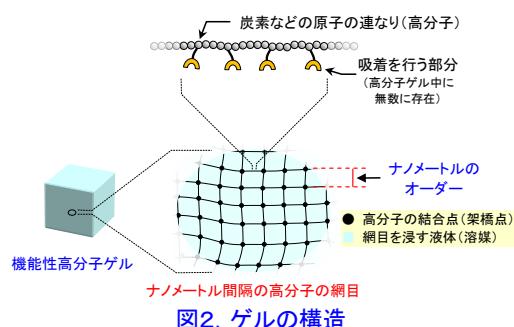 炭素などの原子の連なり(高分子)
吸着を行う部分
(高分子ゲル中に
無数に存在)
ナノメートルの
オーダー
高分子の結合点(架橋点)
網目を浸す液体(溶媒)
機能性高分子ゲル
ナノメートル間隔の高分子の網目
図2. ゲルの構造